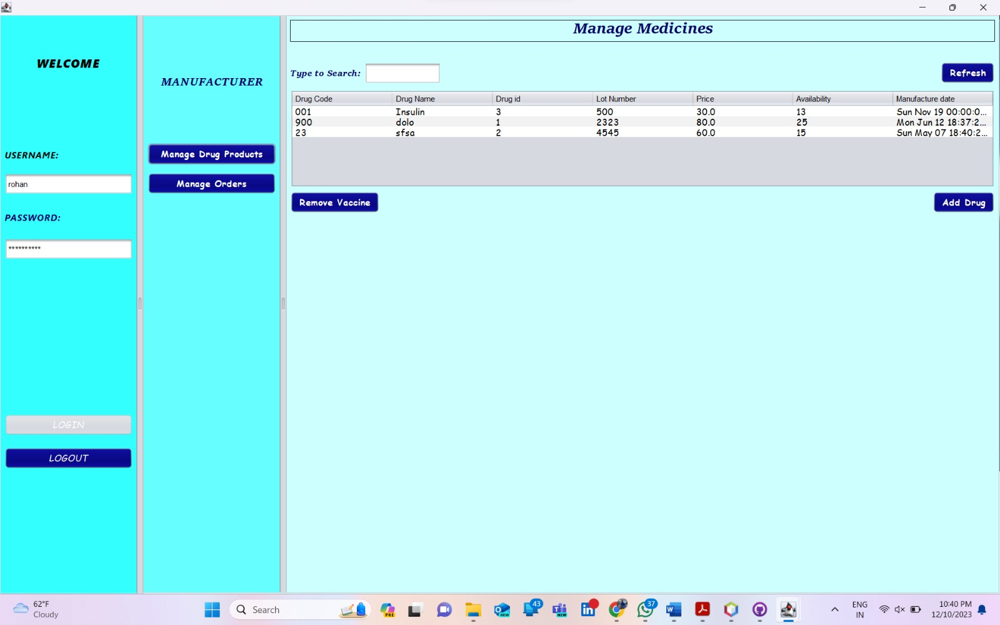 WELCOME
USERNAME:
rohan
PASSWORD:
**********
LOGIN
LOGOUT
MANUFACTURER
Manage Drug Products
Manage Orders
Manage Medicines
Type to Search:
Refresh
Drug Code Drug Name Drug id Lot Number Price Availability Manufacture date
001 Insulin 3 500 30.0 13 Sun Nov 19 00:00:0...
900 dolo 1 2323 80.0 25 Mon Jun 12 18:37:2...
23 sfsa 2 4545 60.0 15 Sun May 07 18:40:2...
Remove Vaccine
Add Drug
62°F
Cloudy
Search
PRE
NEW
43
NEW
37
ENG
IN
10:40 PM
12/10/2023